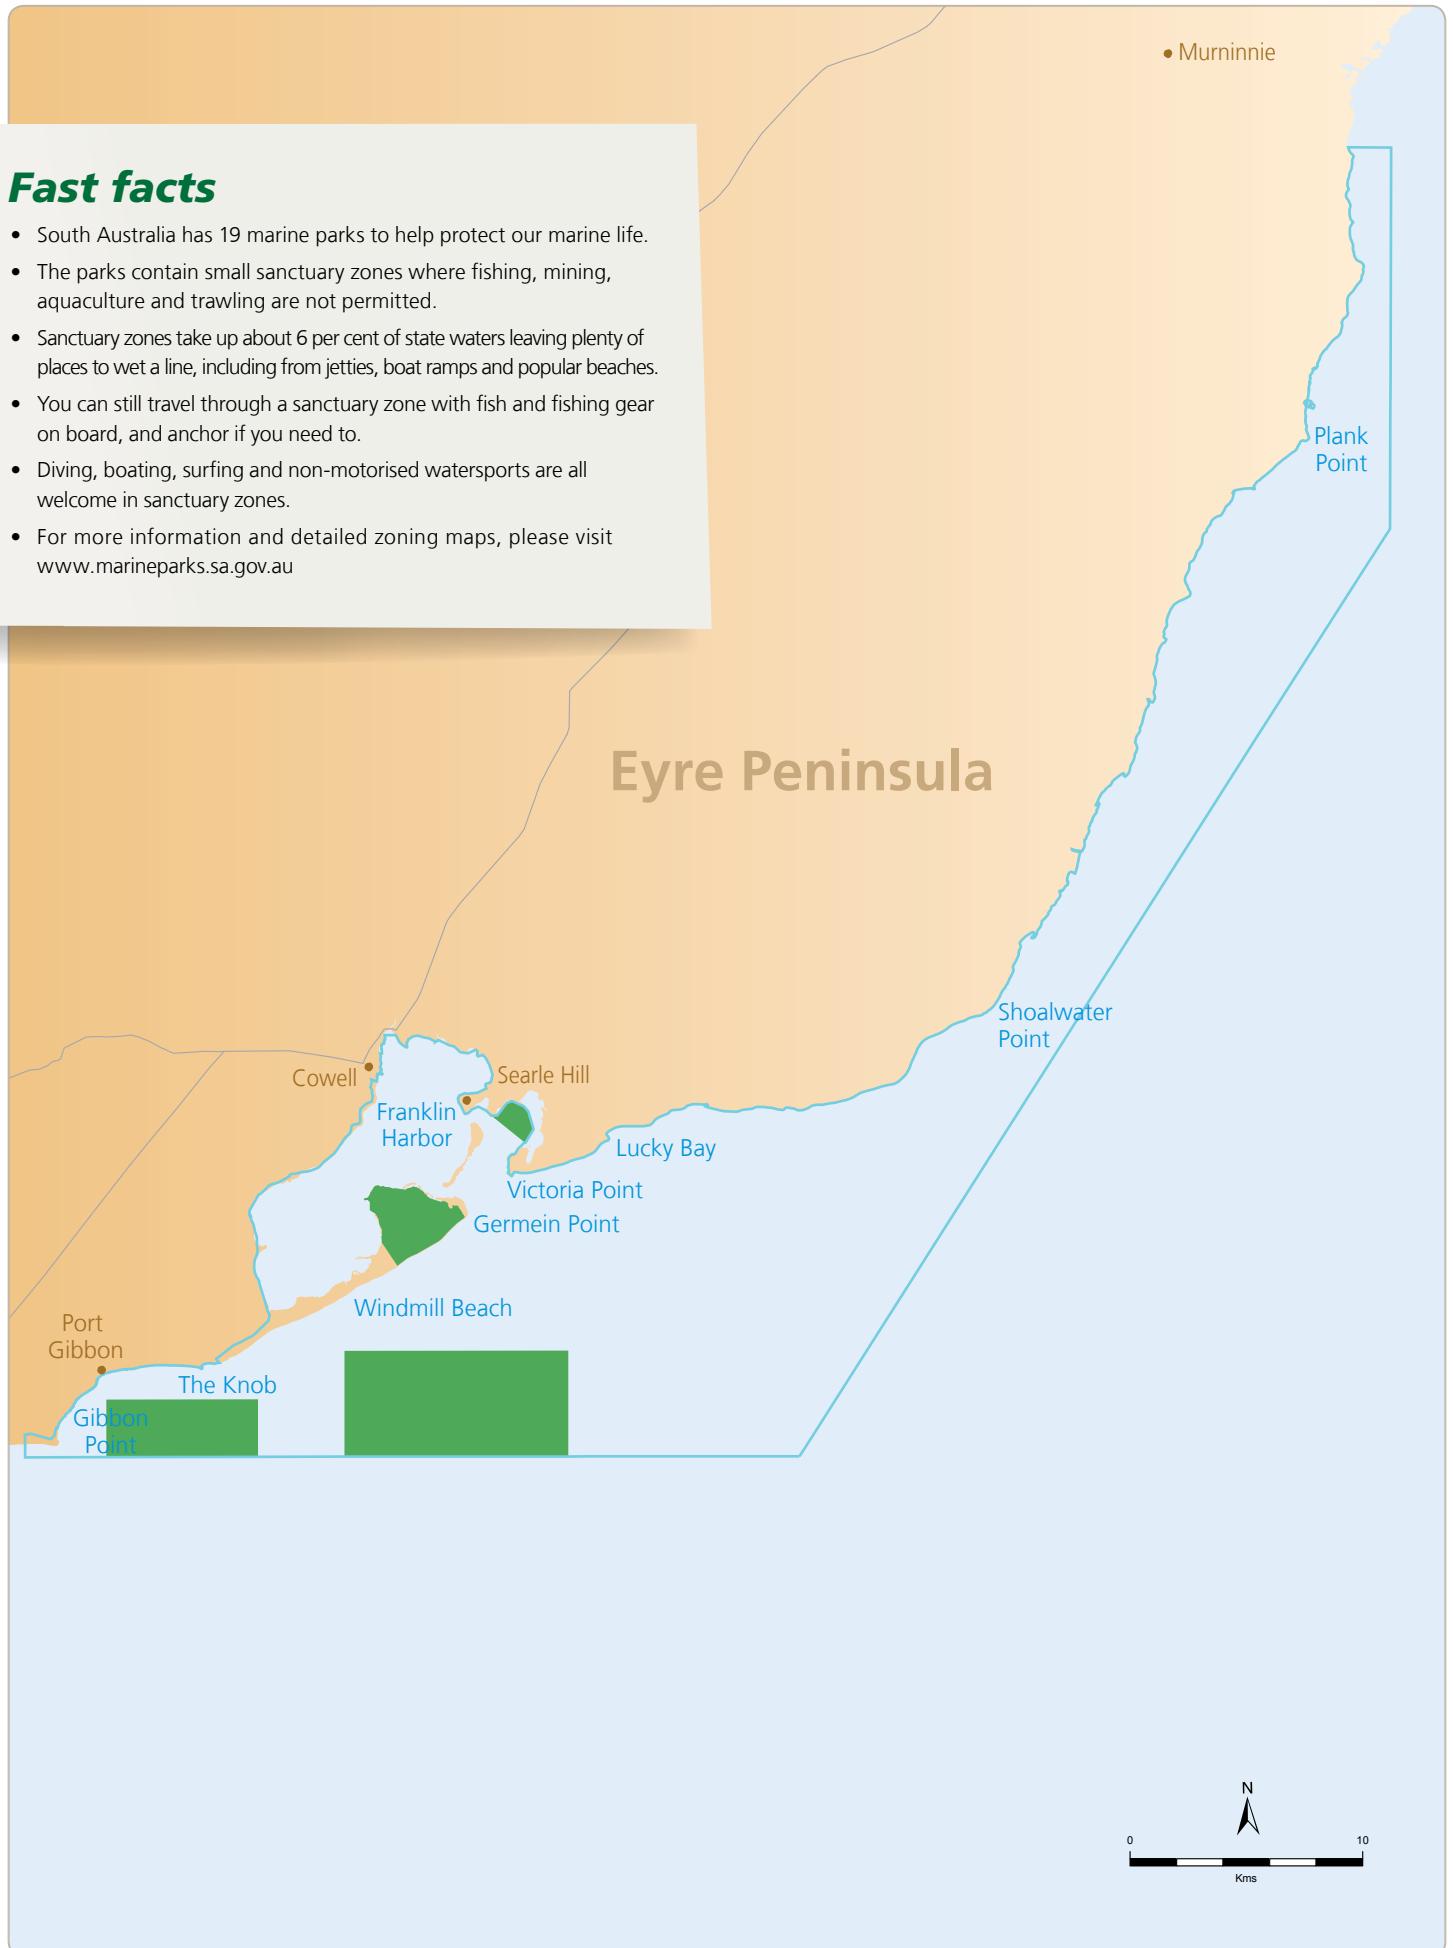 Murninnie
Fast facts
• South Australia has 19 marine parks to help protect our marine life.
• The parks contain small sanctuary zones where fishing, mining,
aquaculture and trawling are not permitted.
• Sanctuary zones take up about 6 per cent of state waters leaving plenty of
places to wet a line, including from jetties, boat ramps and popular beaches.
• You can still travel through a sanctuary zone with fish and fishing gear
on board, and anchor if you need to.
• Diving, boating, surfing and non-motorised watersports are all
welcome in sanctuary zones.
• For more information and detailed zoning maps, please visit
www.marineparks.sa.gov.au
Plank
Point
Eyre Peninsula
Shoalwater
Point
Cowell
Searle Hill
Franklin
Harbor
Lucky Bay
Victoria Point
Germein Point
Windmill Beach
Port
Gibbon
The Knob
Gibbon
Point
N
0 10
Kms